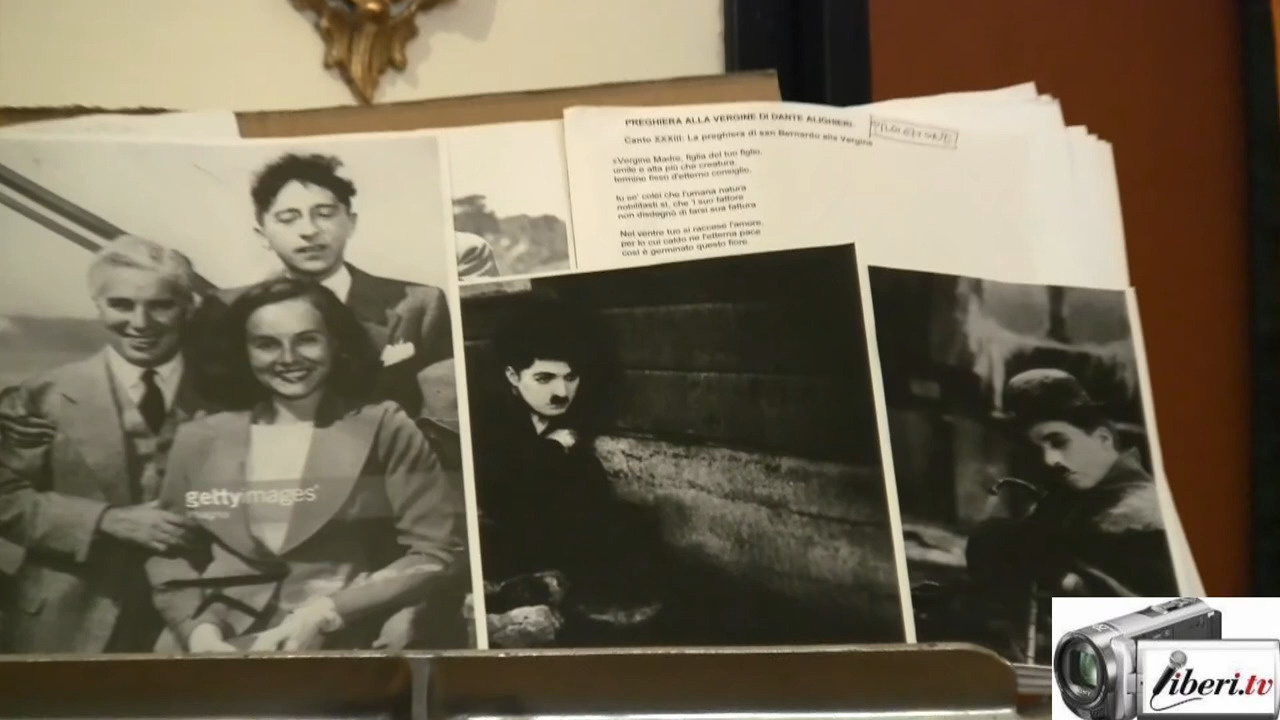 PREGHIERA ALLA VERGINE DI DANTE ALIGHIERI.
Canto XXXIII: La preghiera di san Bernardo alla Vergine
«Vergine Madre, figlia del tuo figlio,
umile e alta più che creatura,
termine fisso d'etterno consiglio,
tu se' colei che l'umana natura
nobilitasti sì, che 'l suo fattore
non disdegnò di farsi sua fattura
Nel ventre tuo si raccese l'amore,
per lo cui caldo ne l'etterna pace
così è germinato questo fiore.
gettyimages®
liberi.tv